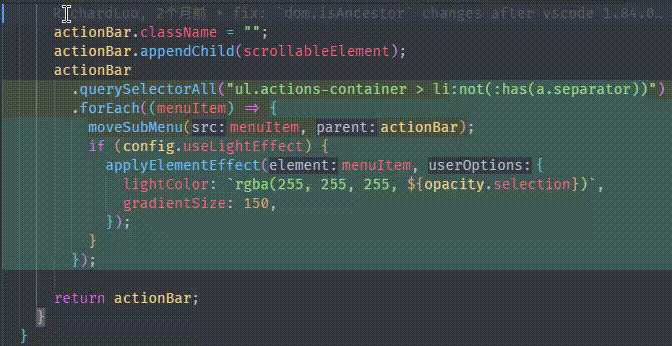 RichardLuo, 2个月前 • fix: `dom.isAncestor` changes after vscode 1.84.0…
actionBar.className = "";
actionBar.appendChild(scrollableElement);
actionBar
.querySelectorAll("ul.actions-container > li:not(:has(a.separator))")
.forEach((menuItem) => {
moveSubMenu(src: menuItem, parent: actionBar);
if (config.useLightEffect) {
applyElementEffect(element: menuItem, userOptions: {
lightColor: `rgba(255, 255, 255, ${opacity.selection})`,
gradientSize: 150,
});
}
});
return actionBar;
}
}